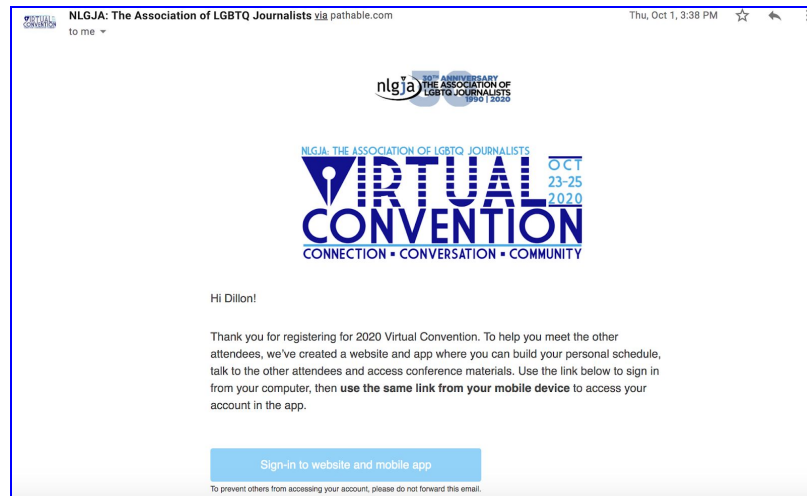 NLGJA: The Association of LGBTQ Journalists via pathable.com
Thu, Oct 1, 3:38 PM
to me
VIRTUAL
CONVENTION
nlgja
30TH ANNIVERSARY
THE ASSOCIATION OF
LGBTQ JOURNALISTS
1990 | 2020
NLGJA: THE ASSOCIATION OF LGBTQ JOURNALISTS
VIRTUAL
OCT
23-25
2020
CONVENTION
CONNECTION ▪ CONVERSATION ▪ COMMUNITY
Hi Dillon!
Thank you for registering for 2020 Virtual Convention. To help you meet the other
attendees, we've created a website and app where you can build your personal schedule,
talk to the other attendees and access conference materials. Use the link below to sign in
from your computer, then use the same link from your mobile device to access your
account in the app.
Sign-in to website and mobile app
To prevent others from accessing your account, please do not forward this email.